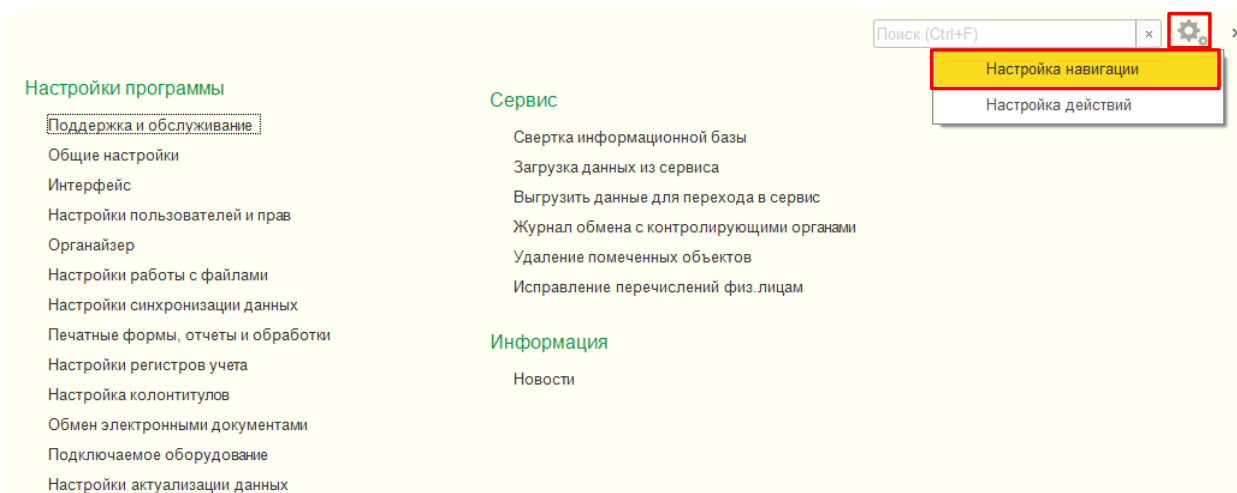 Поиск (Ctrl+F)
×
Настройка навигации
Настройка действий
Настройки программы
Поддержка и обслуживание
Общие настройки
Интерфейс
Настройки пользователей и прав
Органайзер
Настройки работы с файлами
Настройки синхронизации данных
Печатные формы, отчеты и обработки
Настройки регистров учета
Настройка колонтитулов
Обмен электронными документами
Подключаемое оборудование
Настройки актуализации данных
Сервис
Свертка информационной базы
Загрузка данных из сервиса
Выгрузить данные для перехода в сервис
Журнал обмена с контролирующими органами
Удаление помеченных объектов
Исправление перечислений физ.лицам
Информация
Новости